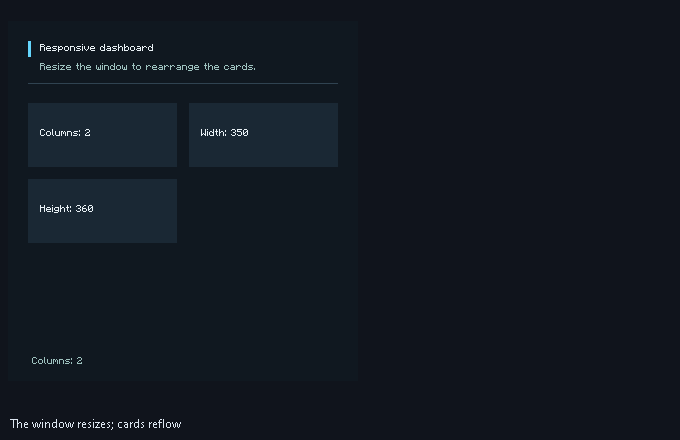 Responsive dashboard
Resize the window to rearrange the cards.
Columns: 2
Width: 350
Height: 360
Columns: 2
The window resizes; cards reflow